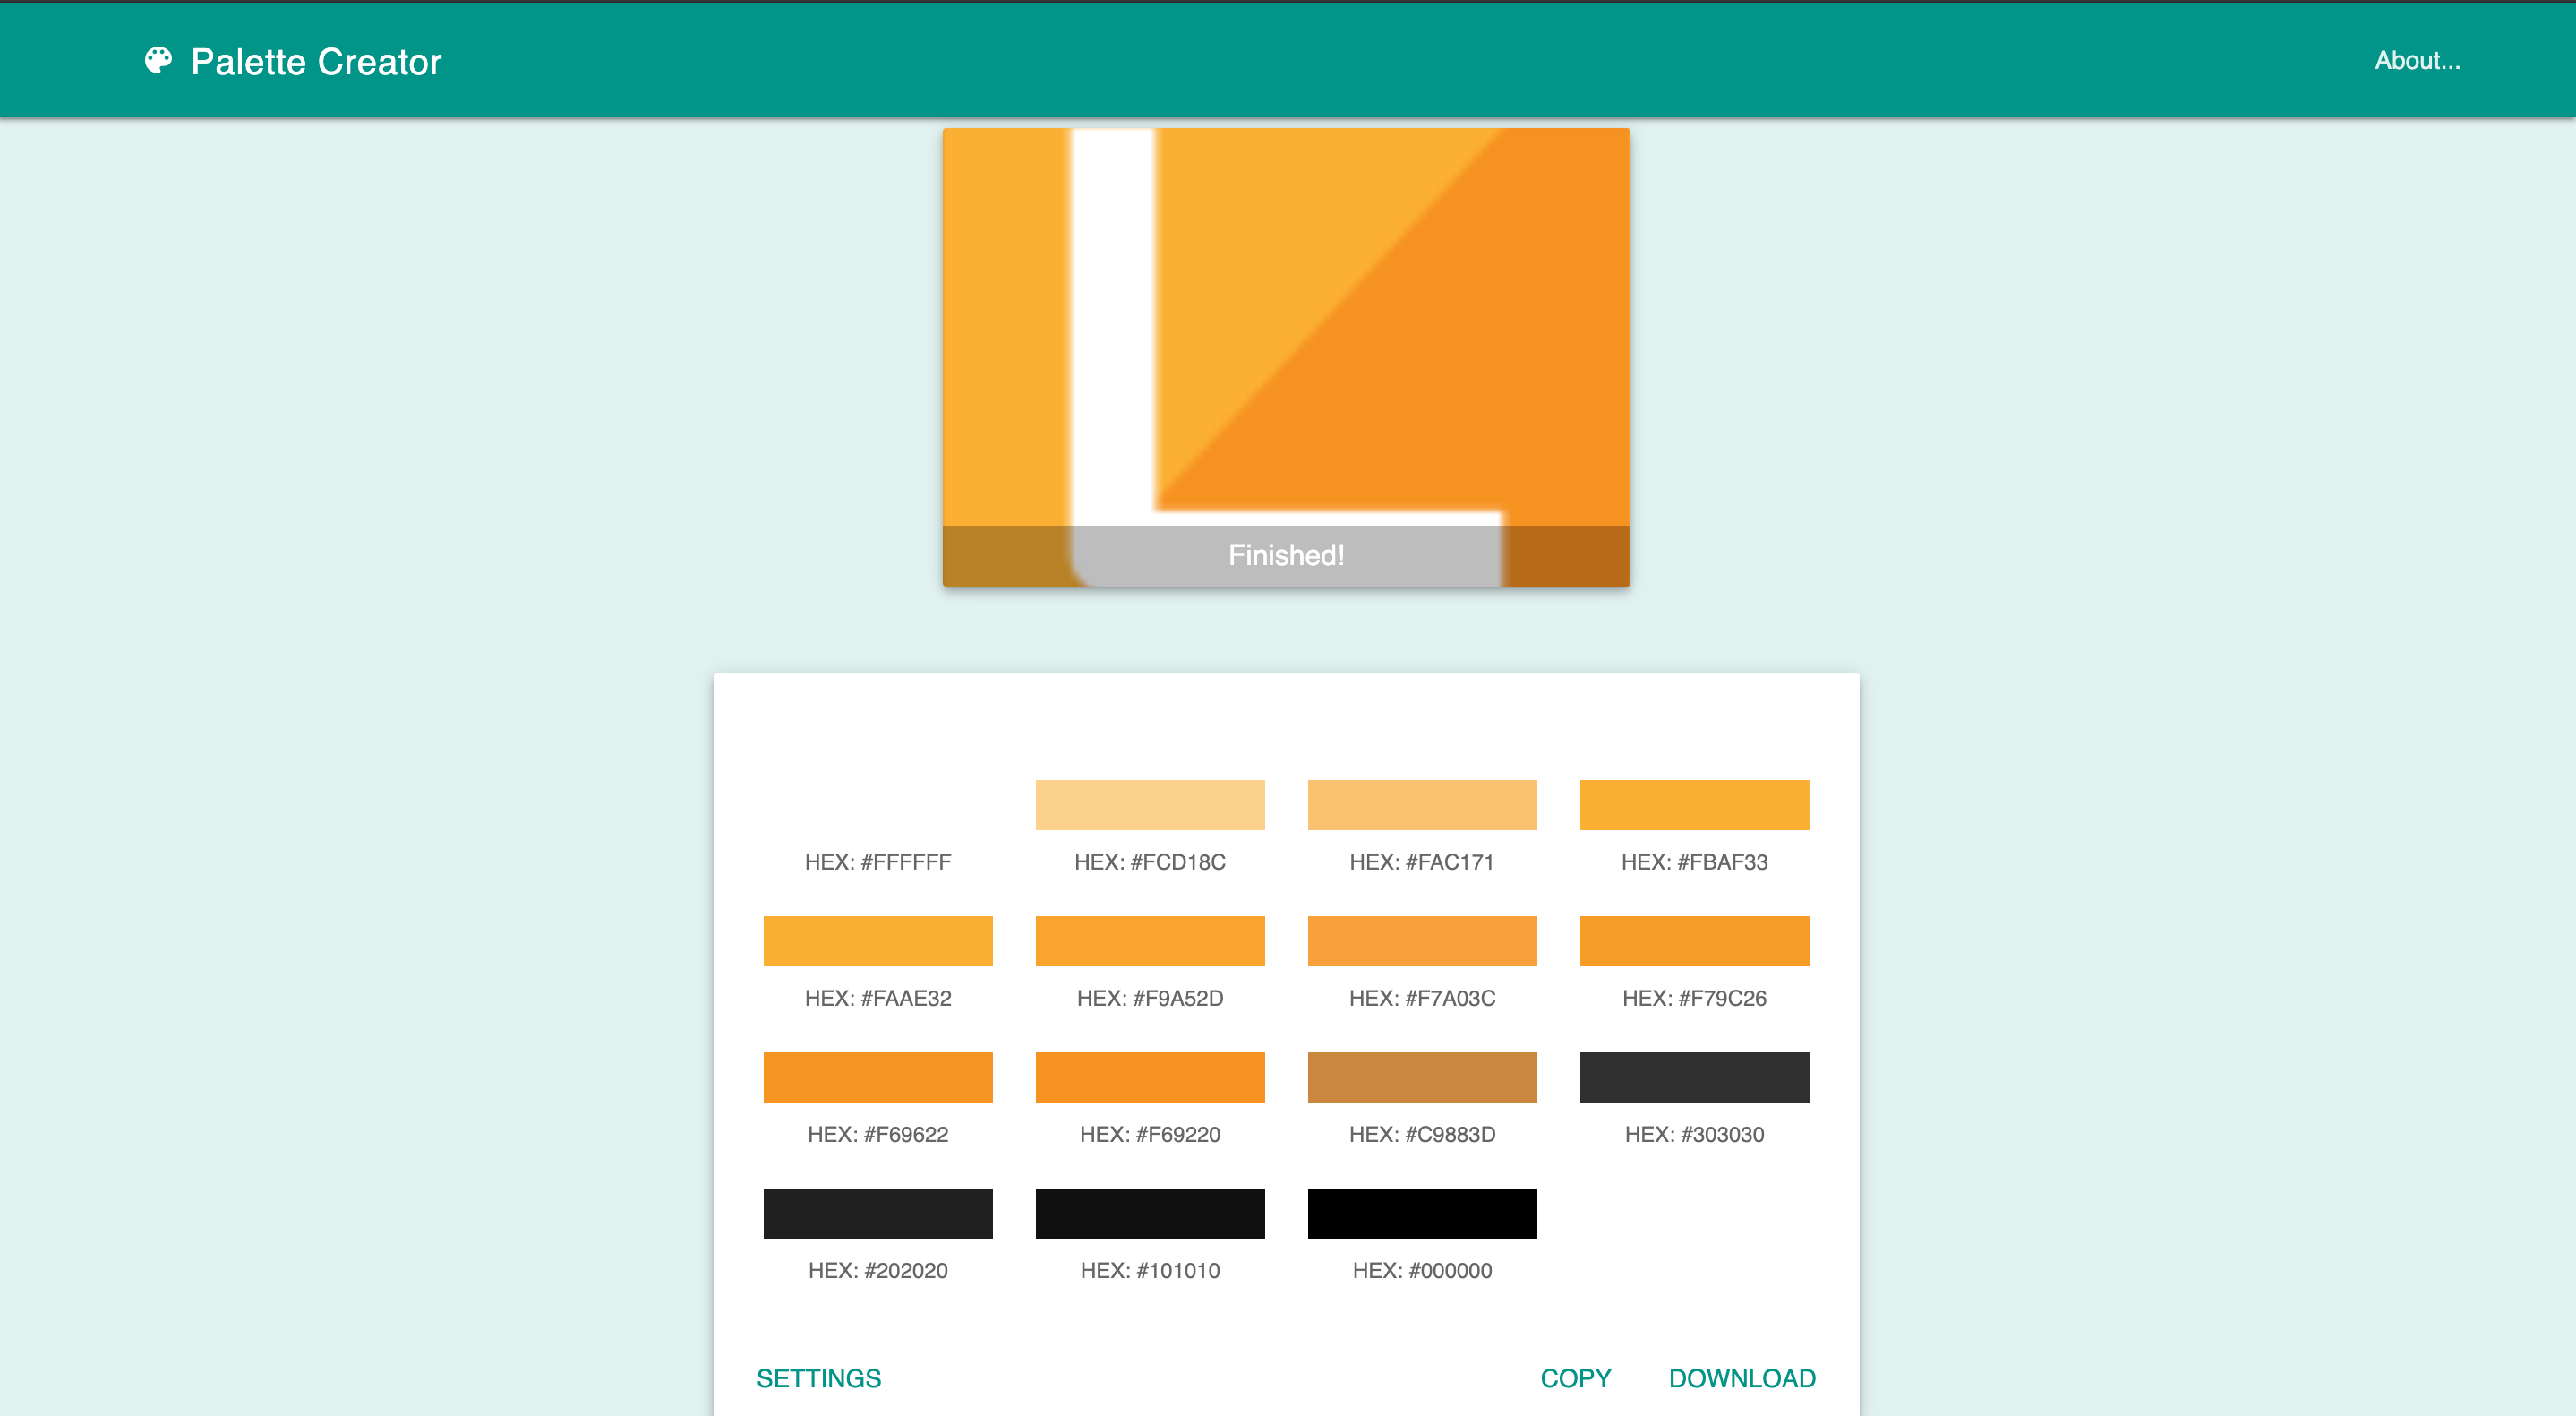 Palette Creator
About...
Finished!
HEX: #FFFFFF
HEX: #FCD18C
HEX: #FAC171
HEX: #FBAF33
HEX: #FAAE32
HEX: #F9A52D
HEX: #F7A03C
HEX: #F79C26
HEX: #F69622
HEX: #F69220
HEX: #C9883D
HEX: #303030
HEX: #202020
HEX: #101010
HEX: #000000
SETTINGS
COPY
DOWNLOAD